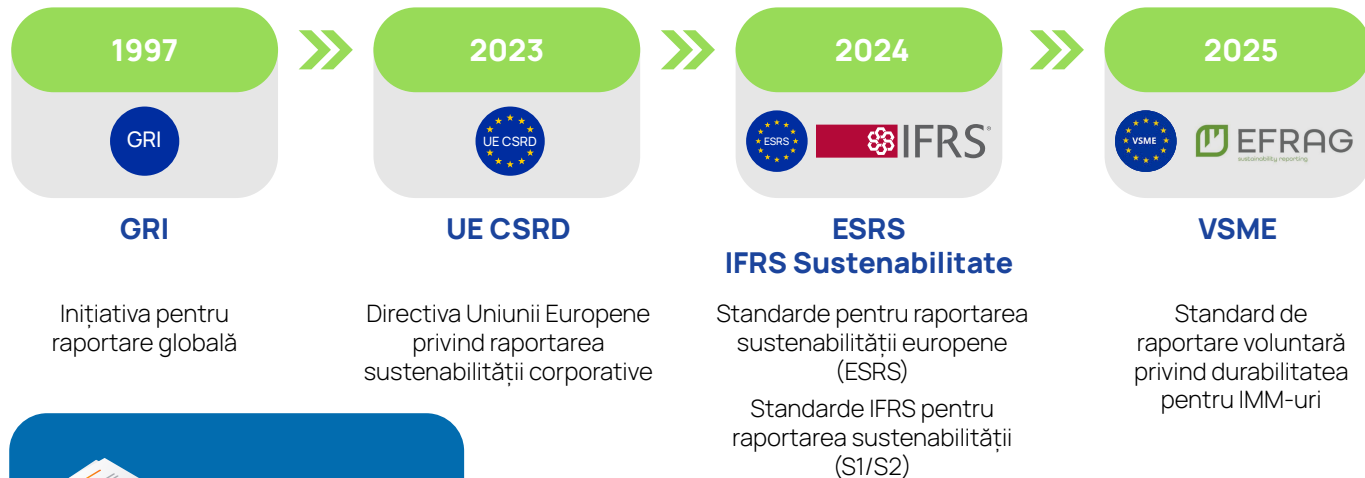 1997
2023
2024
2025
GRI
UE CSRD
ESRS
IFRS®
VSME
EFRAG
sustainability reporting
GRI
UE CSRD
ESRS
IFRS Sustenabilitate
VSME
Inițiativa pentru
raportare globală
Directiva Uniunii Europene
privind raportarea
sustenabilității corporative
Standarde pentru raportarea
sustenabilității europene
(ESRS)
Standarde IFRS pentru
raportarea sustenabilității
(S1/S2)
Standard de
raportare voluntară
privind durabilitatea
pentru IMM-uri